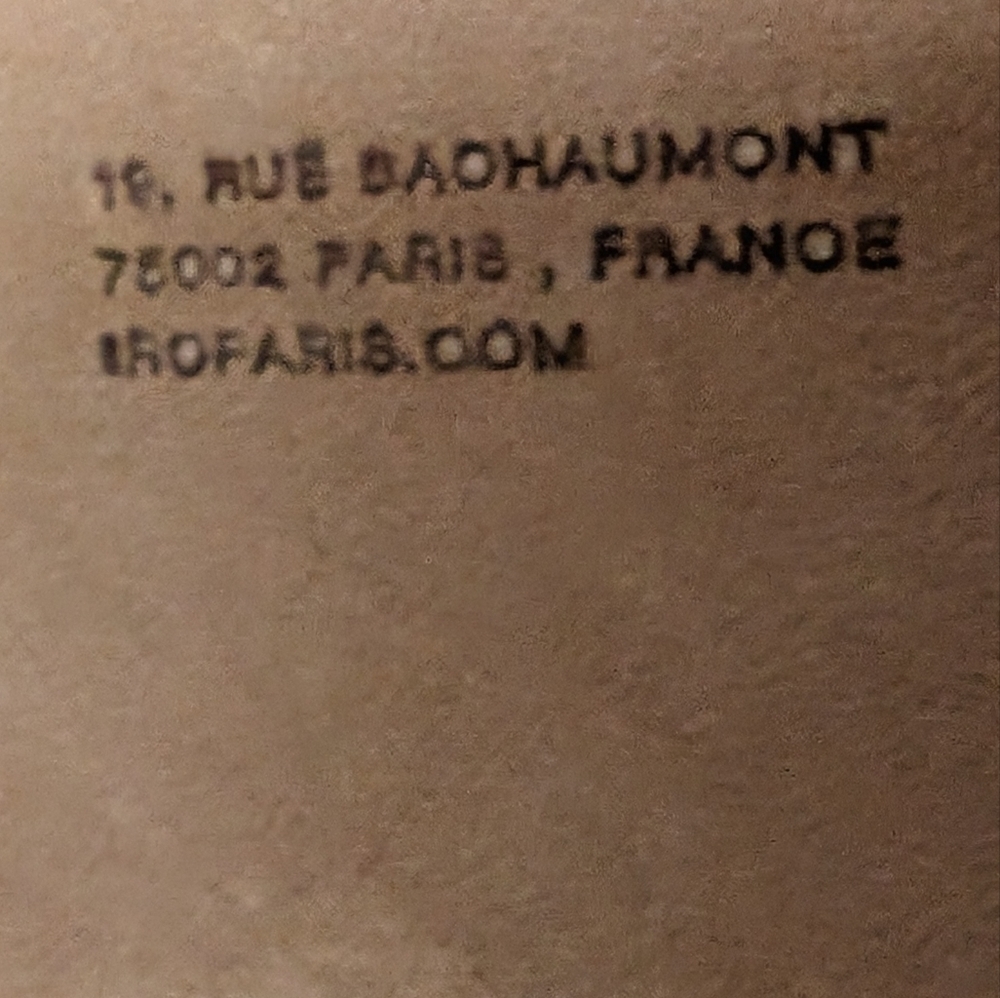 RUE BACHAUMONT
75002 PARIS, FRANCE
IROPARIS.COM